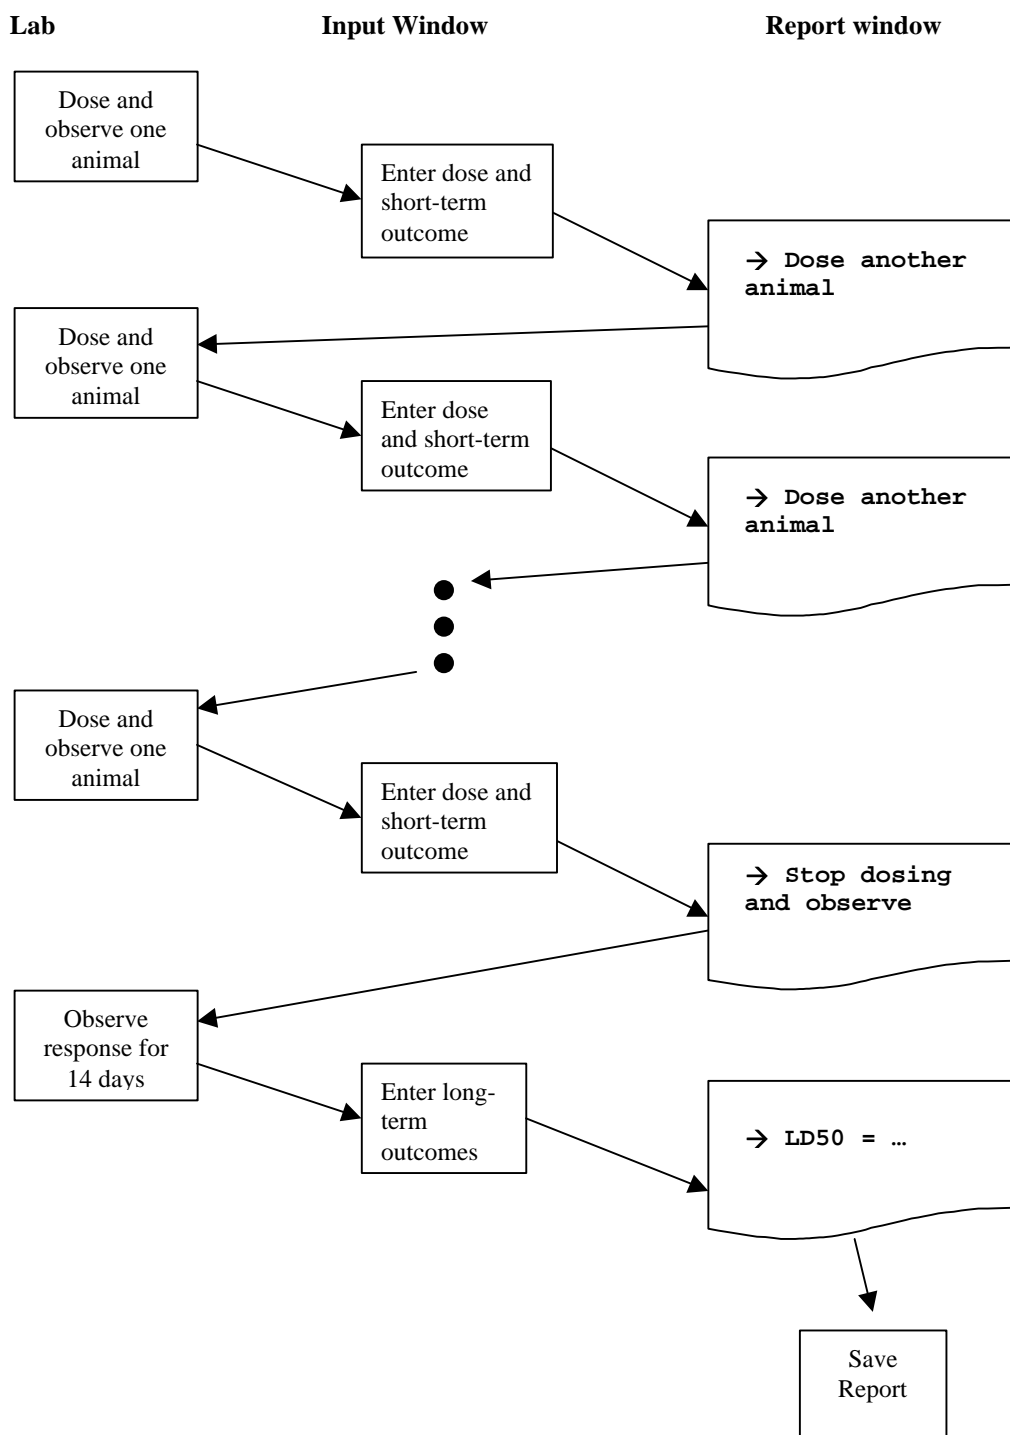 Lab
Input Window
Report window
Dose and
observe one
animal
Enter dose and
short-term
outcome
→ Dose another
animal
Dose and
observe one
animal
Enter dose
and short-term
outcome
→ Dose another
animal
Dose and
observe one
animal
Enter dose and
short-term
outcome
→ Stop dosing
and observe
Observe
response for
14 days
Enter long-
term
outcomes
→ LD50 = …
Save
Report